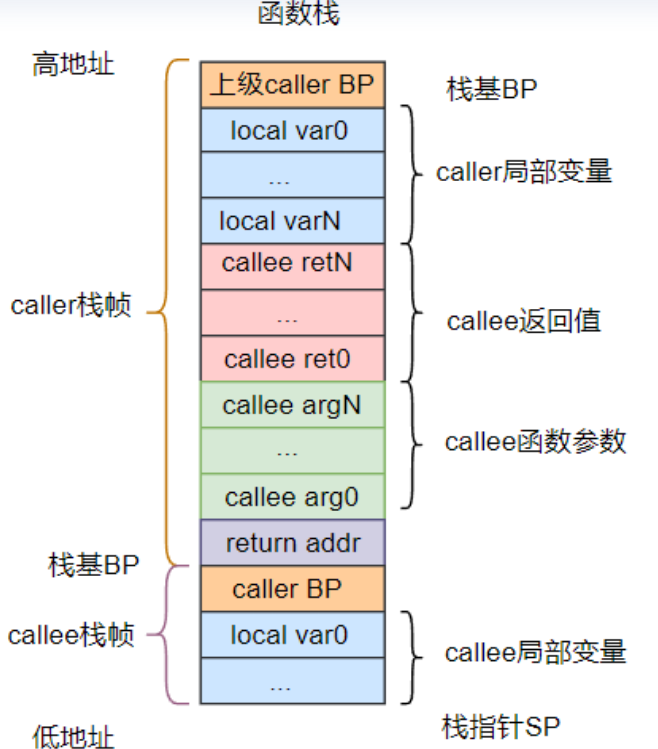 函数栈
高地址
上级caller BP
栈基BP
local var0
...
caller局部变量
local varN
callee retN
caller栈帧
...
callee返回值
callee ret0
callee argN
...
callee函数参数
callee arg0
return addr
栈基BP
caller BP
callee栈帧
local var0
callee局部变量
...
低地址
栈指针SP